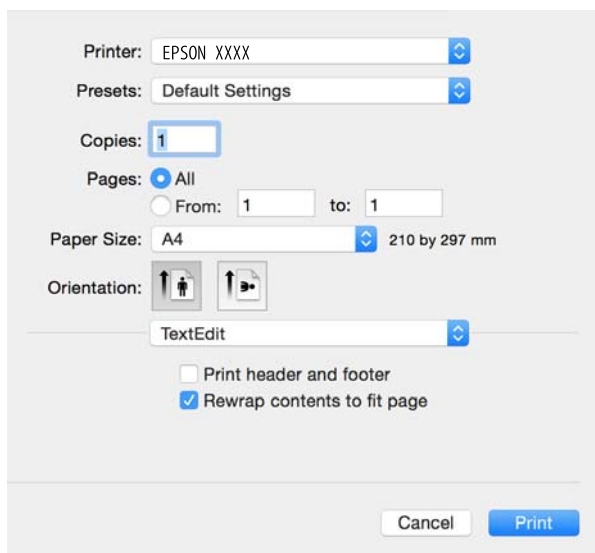 Printer: EPSON XXXX
Presets: Default Settings
Copies: 1
Pages: All
From: 1 to: 1
Paper Size: A4 210 by 297 mm
Orientation:
TextEdit
Print header and footer
Rewrap contents to fit page
Cancel Print